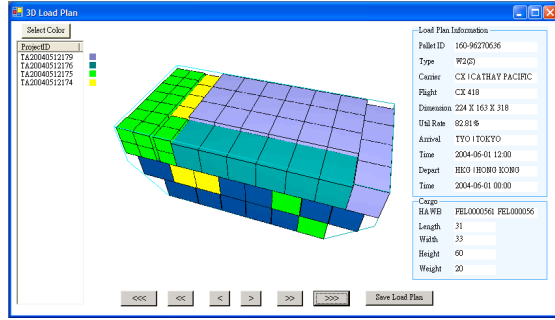 3D Load Plan
Select Color
ProjectID
TA20040512179
TA20040512176
TA20040512175
TA20040512174
Load Plan Information
Pallet ID 160-96270636
Type W2(S)
Carrier CX | CATHAY PACIFIC
Flight CX 418
Dimension 224 X 163 X 318
Util Rate 82.81%
Arrival TYO | TOKYO
Time 2004-06-01 12:00
Depart HKG | HONG KONG
Time 2004-06-01 00:00
Cargo
HAWB FEL0000561 FEL000056
Length 31
Width 33
Height 60
Weight 20
<<< << < > >> >>> Save Load Plan